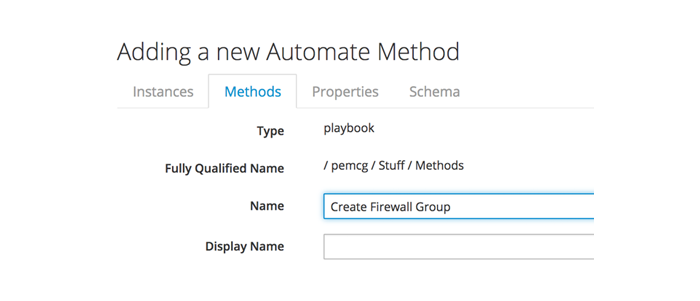 Adding a new Automate Method
Instances Methods Properties Schema
Type playbook
Fully Qualified Name / pemcg / Stuff / Methods
Name Create Firewall Group
Display Name